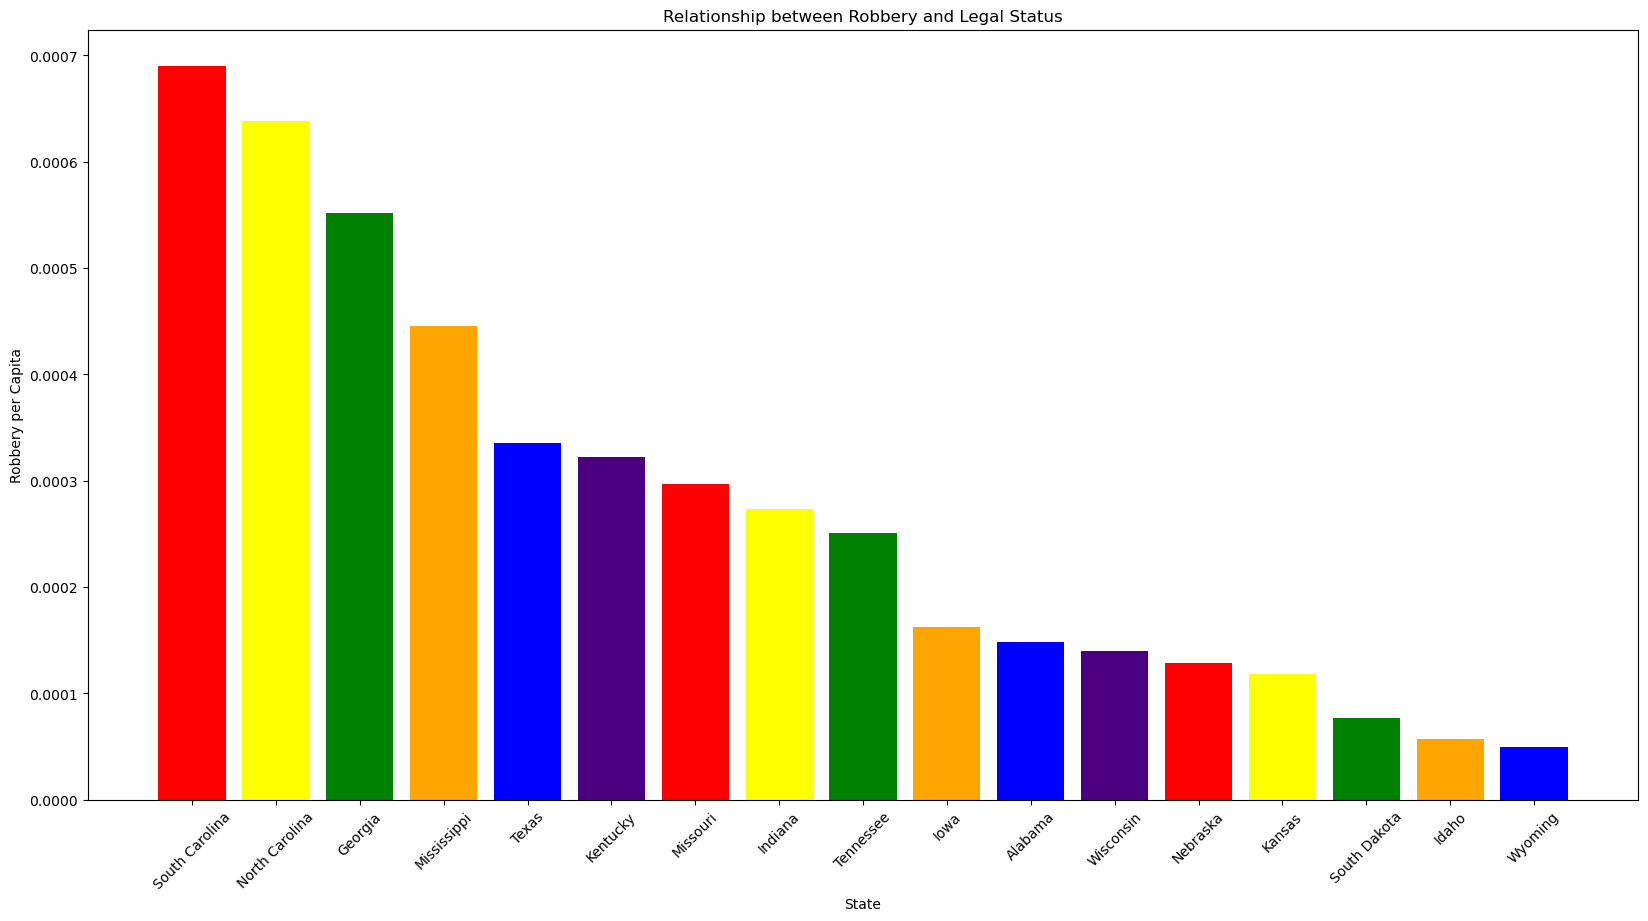 Relationship between Robbery and Legal Status
0.0007
0.0006
0.0005
0.0004
0.0003
0.0002
0.0001
0.0000
Robbery per Capita
South Carolina
North Carolina
Georgia
Mississippi
Texas
Kentucky
Missouri
Indiana
Tennessee
Iowa
Alabama
Wisconsin
Nebraska
Kansas
South Dakota
Idaho
Wyoming
State